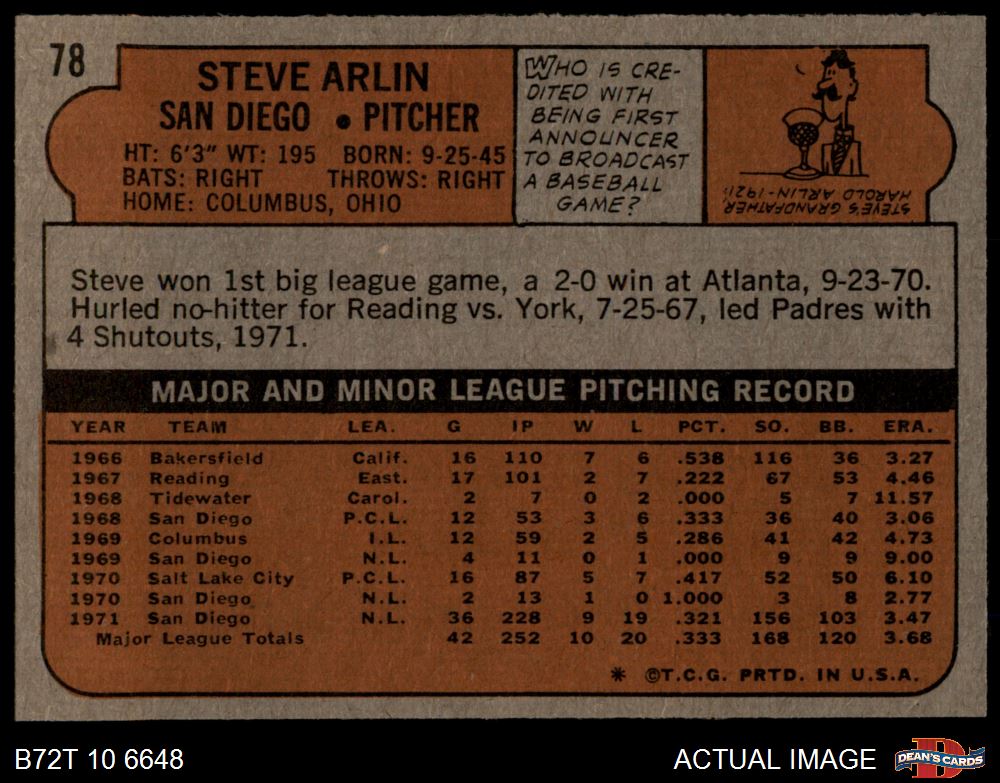 78
STEVE ARLIN
SAN DIEGO • PITCHER
HT: 6'3" WT: 195 BORN: 9-25-45
BATS: RIGHT THROWS: RIGHT
HOME: COLUMBUS, OHIO
WHO IS CRE-
DITED WITH
BEING FIRST
ANNOUNCER
TO BROADCAST
A BASEBALL
GAME?
STEVE'S GRANDFATHER,
HAROLD ARLIN-1921.
Steve won 1st big league game, a 2-0 win at Atlanta, 9-23-70.
Hurled no-hitter for Reading vs. York, 7-25-67, led Padres with
4 Shutouts, 1971.
MAJOR AND MINOR LEAGUE PITCHING RECORD
YEAR TEAM LEA. G IP W L PCT. SO. BB. ERA.
1966 Bakersfield Calif. 16 110 7 6 .538 116 36 3.27
1967 Reading East. 17 101 2 7 .222 67 53 4.46
1968 Tidewater Carol. 2 7 0 2 .000 5 7 11.57
1968 San Diego P.C.L. 12 53 3 6 .333 36 40 3.06
1969 Columbus I.L. 12 59 2 5 .286 41 42 4.73
1969 San Diego N.L. 4 11 0 1 .000 9 9 9.00
1970 Salt Lake City P.C.L. 16 87 5 7 .417 52 50 6.10
1970 San Diego N.L. 2 13 1 0 1.000 3 8 2.77
1971 San Diego N.L. 36 228 9 19 .321 156 103 3.47
Major League Totals 42 252 10 20 .333 168 120 3.68
* ©T.C.G. PRTD. IN U.S.A.
B72T 10 6648
ACTUAL IMAGE
D
DEAN'S CARDS